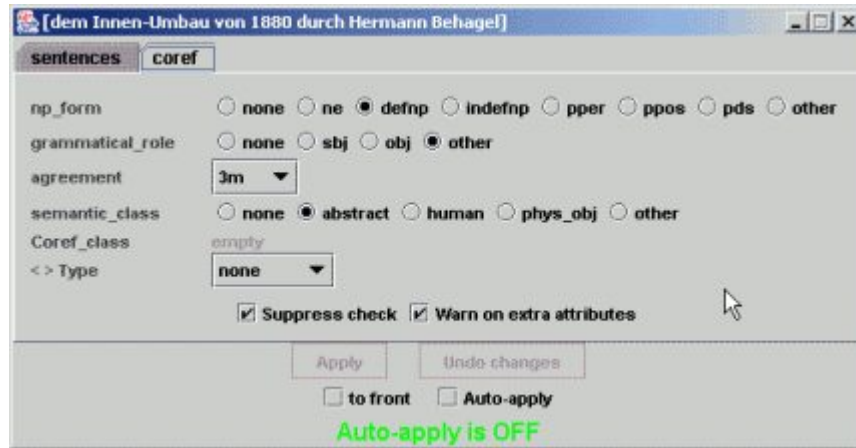 [dem Innen-Umbau von 1880 durch Hermann Behagel]
sentences coref
np_form none ne defnp indefnp pper ppos pds other
grammatical_role none sbj obj other
agreement 3m
semantic_class none abstract human phys_obj other
Coref_class empty
<> Type none
Suppress check Warn on extra attributes
Apply Undo changes
to front Auto-apply
Auto-apply is OFF